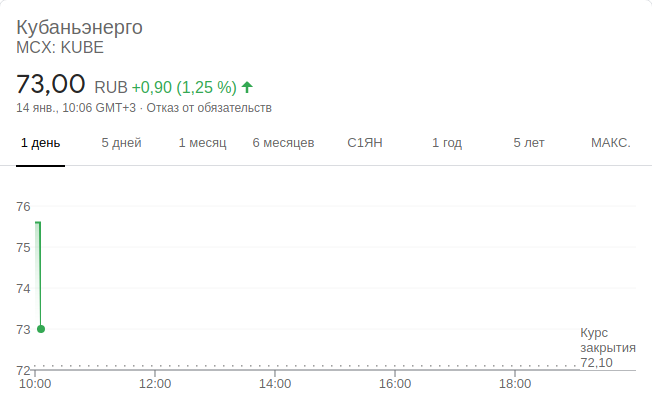 Кубаньэнерго
MCX: KUBE
73,00 RUB +0,90 (1,25 %)
14 янв., 10:06 GMT+3 · Отказ от обязательств
1 день 5 дней 1 месяц 6 месяцев С1ЯН 1 год 5 лет МАКС.
76
75
74
73
72
Курс
закрытия
72,10
10:00 12:00 14:00 16:00 18:00